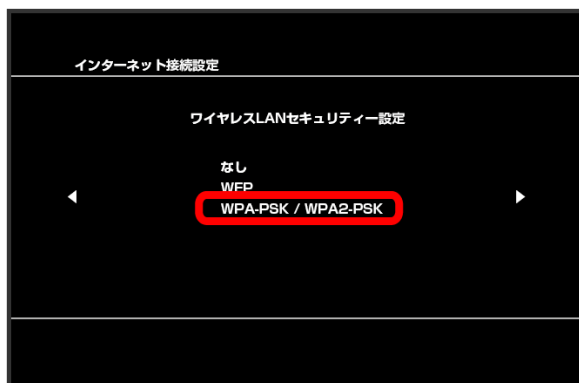 インターネット接続設定
ワイヤレスLANセキュリティー設定
なし
WEP
WPA-PSK / WPA2-PSK